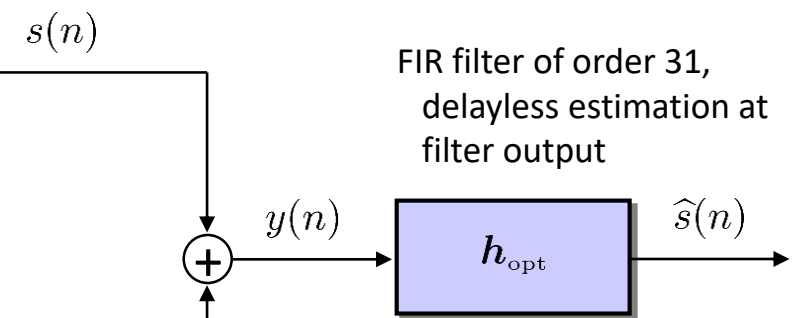 s(n)
FIR filter of order 31,
delayless estimation at
filter output
y(n)
ŝ(n)
+
h_opt